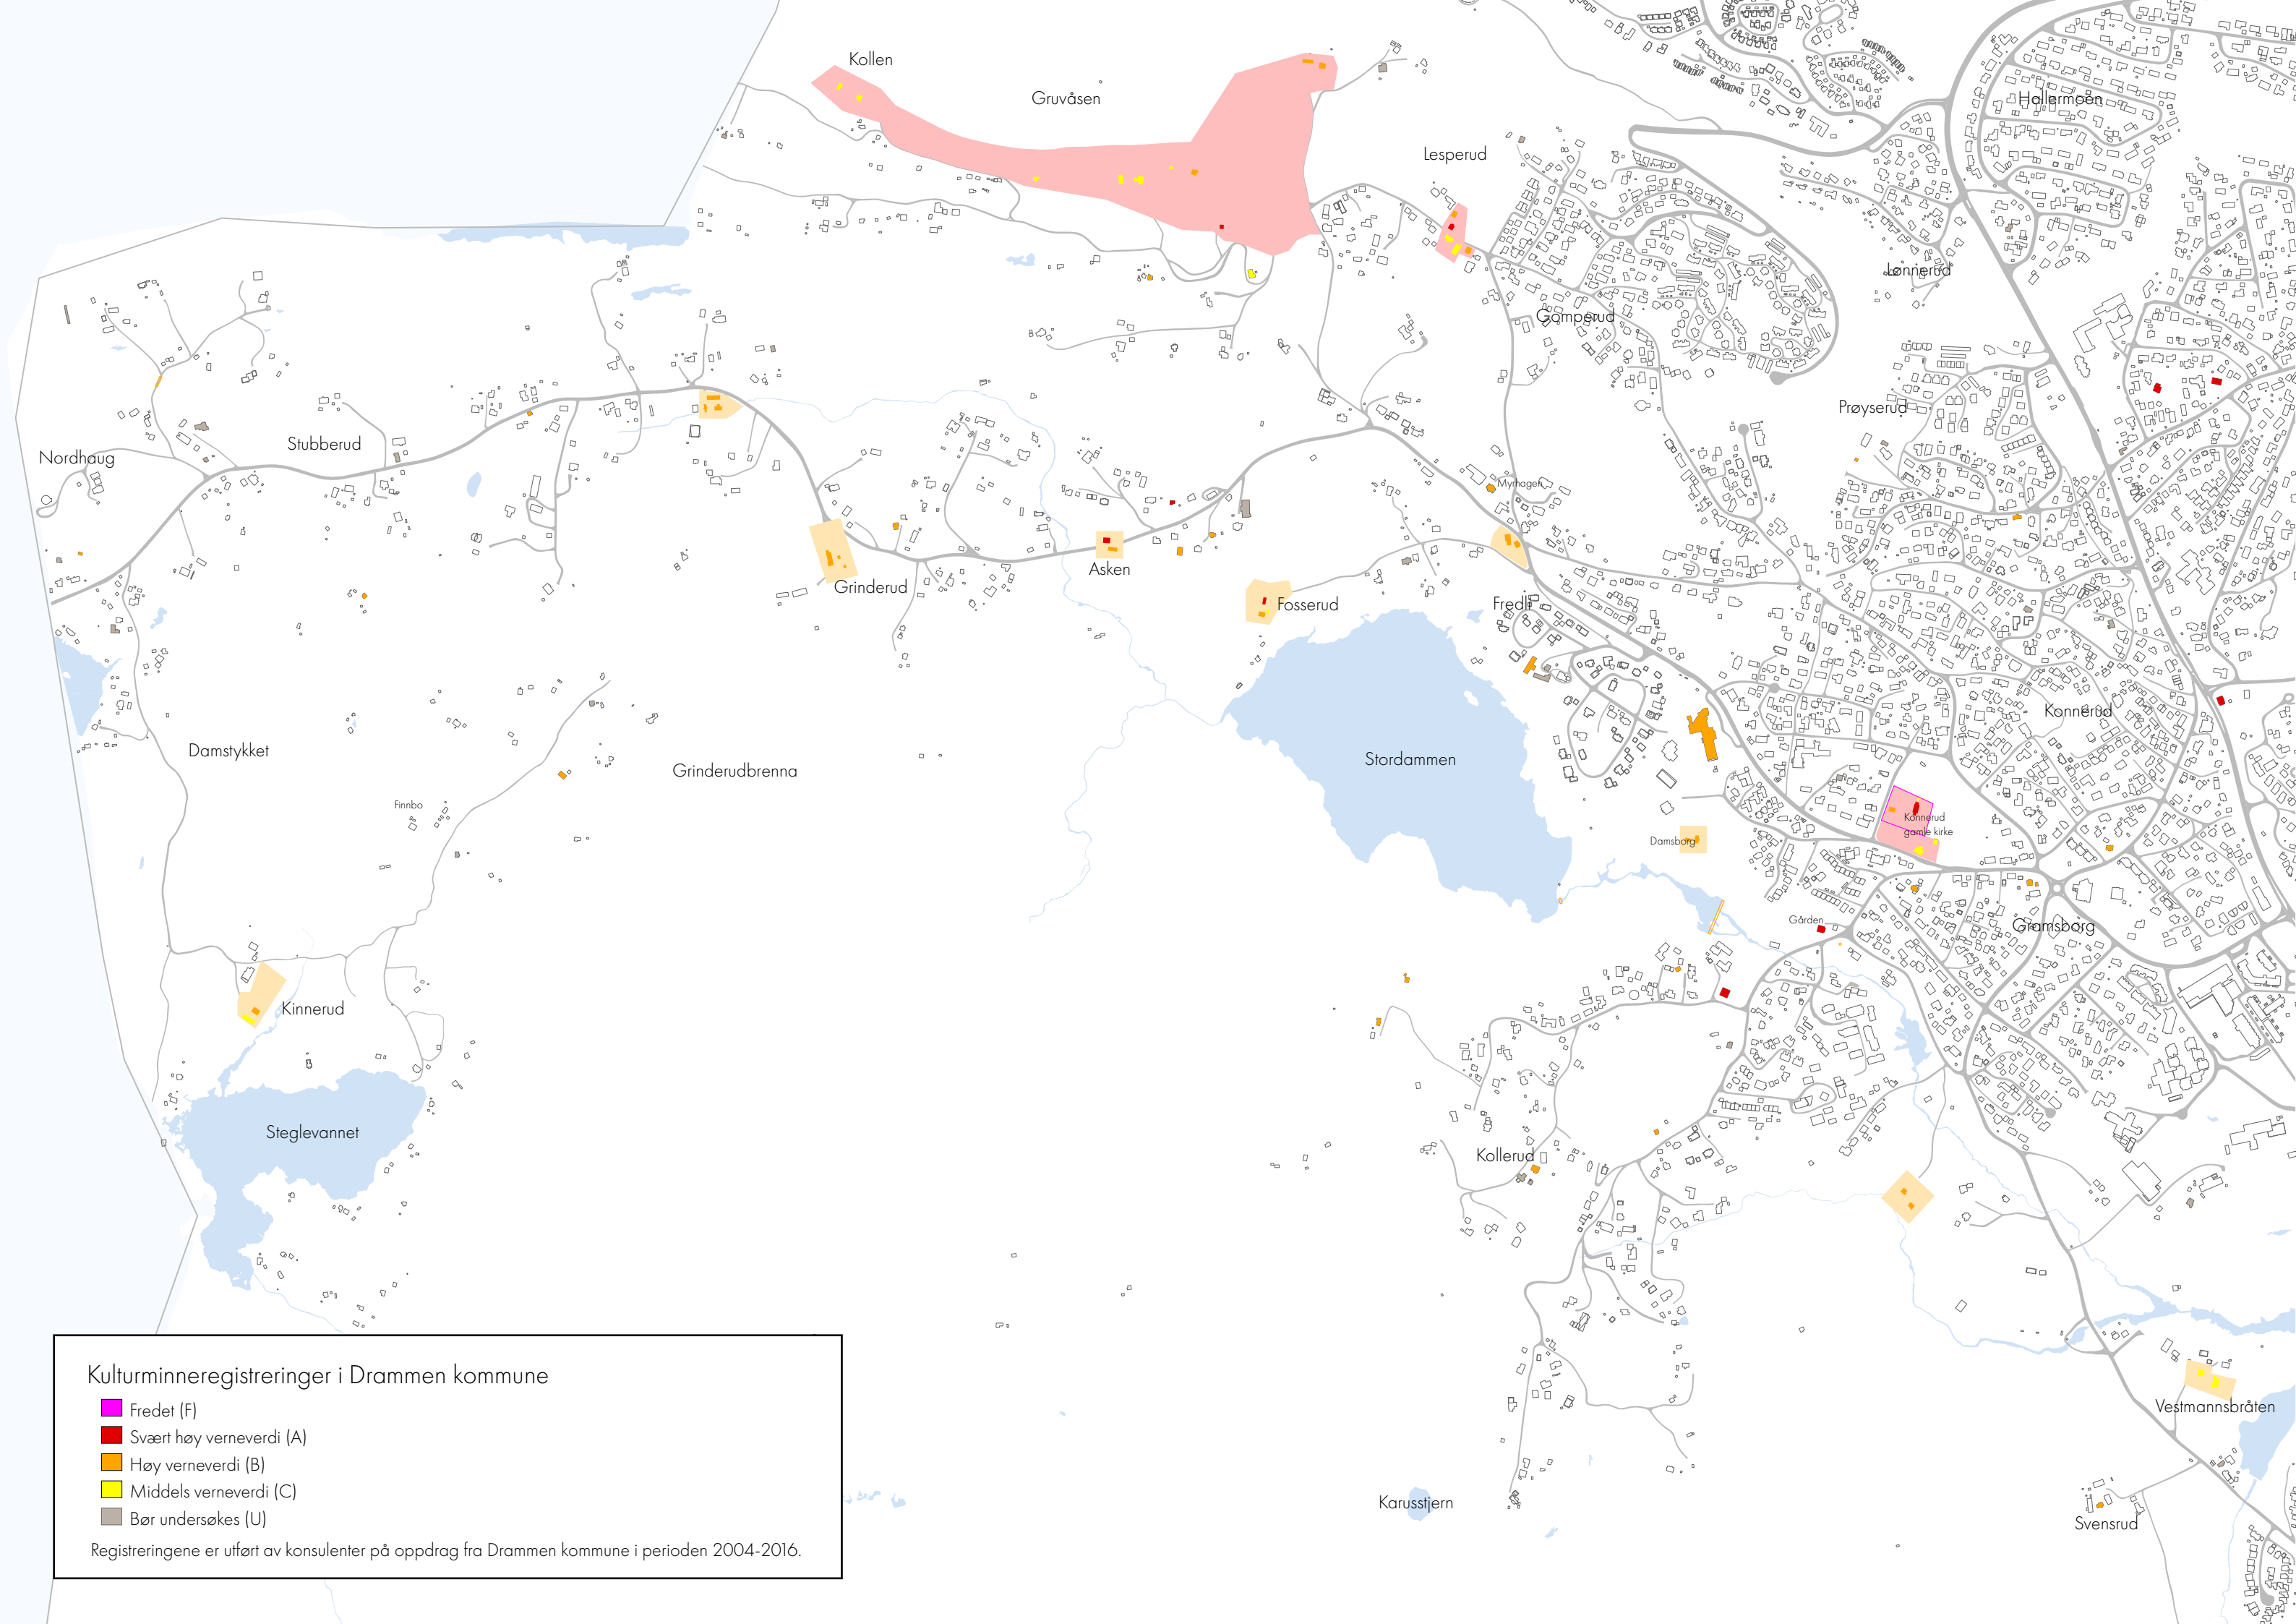 Kollen
Gruvåsen
Hallermoen
Lesperud
Lønnerud
Gomperud
Prøyserud
Stubberud
Nordhaug
Myrhagen
Asken
Grinderud
Fosserud
Fredli
Konnerud
Damstykket
Stordammen
Grinderudbrenna
Finnbo
Konnerud
gamle kirke
Damsborg
Gården
Gramsborg
Kinnerud
Steglevannet
Kollerud
Vestmannsbråten
Karusstjern
Svensrud
Kulturminneregistreringer i Drammen kommune
Fredet (F)
Svært høy verneverdi (A)
Høy verneverdi (B)
Middels verneverdi (C)
Bør undersøkes (U)
Registreringene er utført av konsulenter på oppdrag fra Drammen kommune i perioden 2004-2016.